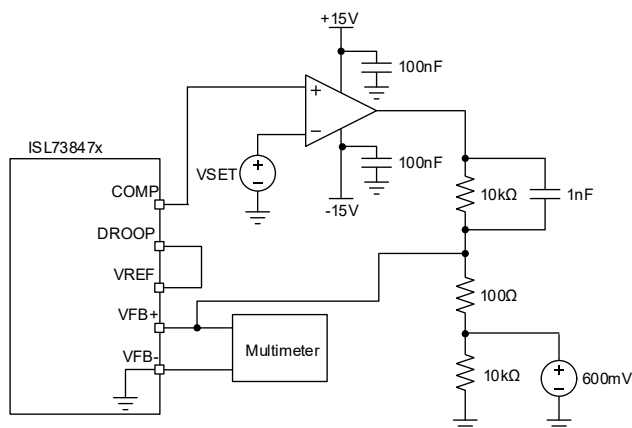 +15V
100nF
ISL73847x
VSET
100nF
-15V
10kΩ
1nF
COMP
DROOP
VREF
VFB+
VFB-
Multimeter
100Ω
10kΩ
600mV